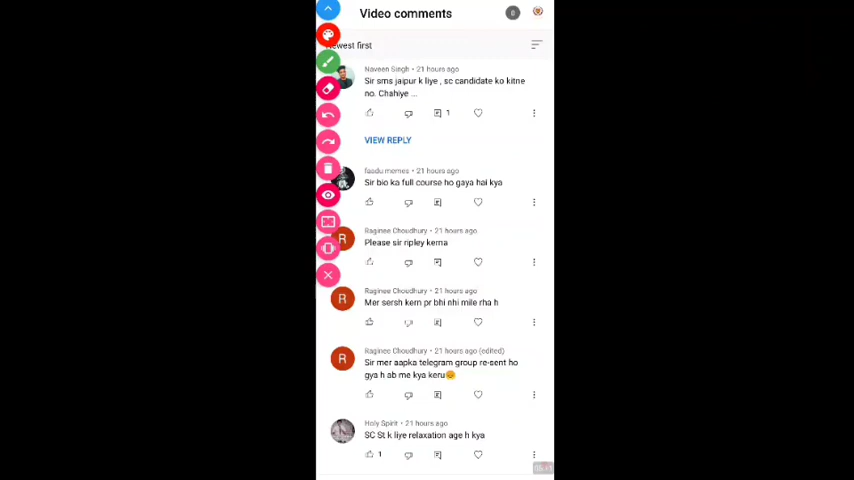 Video comments
first
Naveen Singh • 21 hours ago
Sir sms jaipur k liye , sc candidate ko kitne
no. Chahiye ...
1
VIEW REPLY
faadu memes • 21 hours ago
Sir bio ka full course ho gaya hai kya
Raginee Choudhury • 21 hours ago
R
Please sir ripley kerna
Raginee Choudhury • 21 hours ago
R
Mer sersh kern pr bhi nhi mile rha h
Raginee Choudhury • 21 hours ago (edited)
R
Sir mer aapka telegram group re-sent ho
gya h ab me kya keru😊
Holy Spirit • 21 hours ago
SC St k liye relaxation age h kya
1